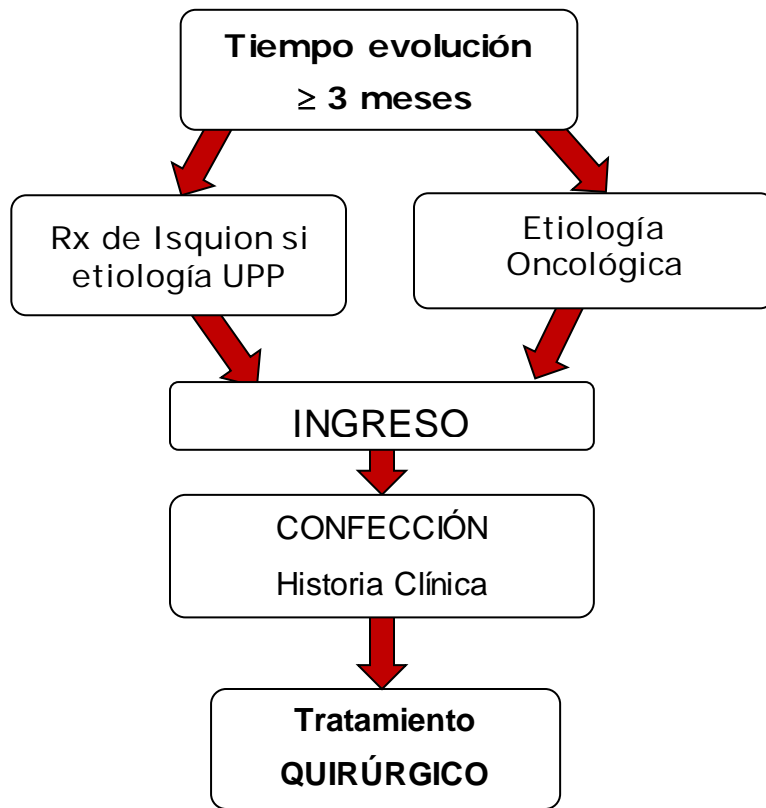 Tiempo evolución
≥ 3 meses
Rx de Isquion si
etiología UPP
Etiología
Oncológica
INGRESO
CONFECCIÓN
Historia Clínica
Tratamiento
QUIRÚRGICO